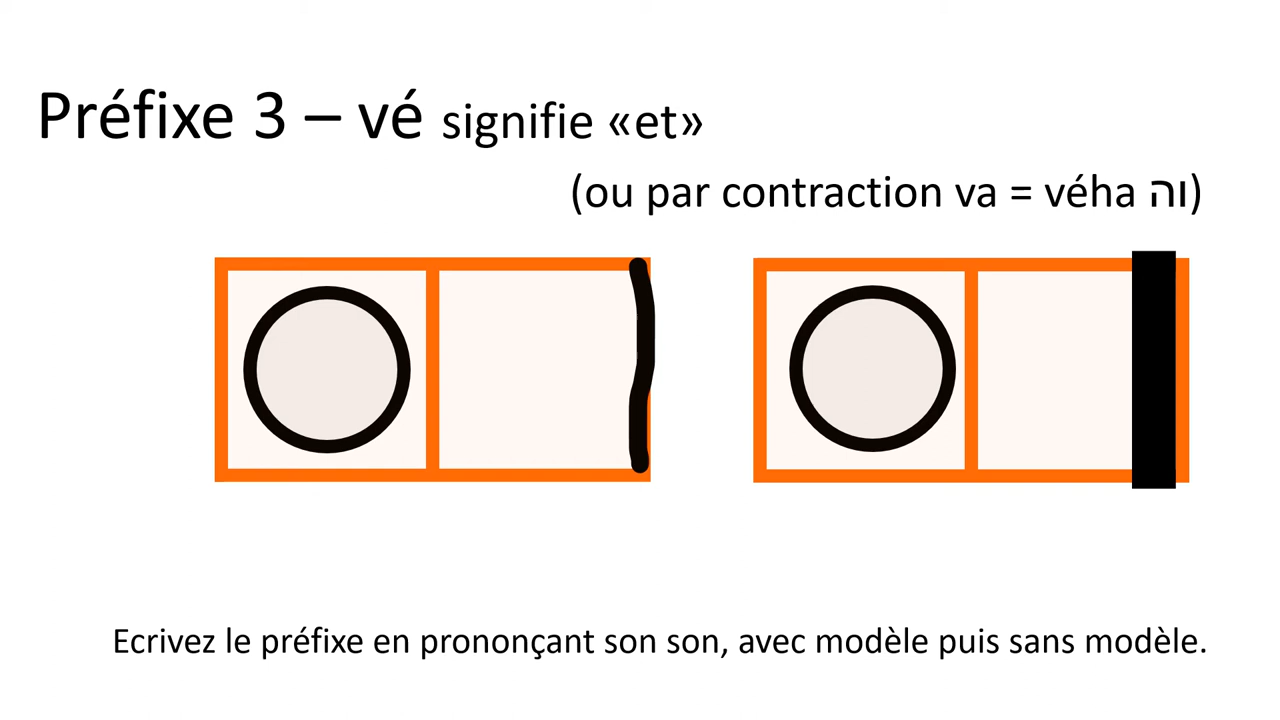 Préfixe 3 – vé signifie «et»
(ou par contraction va = véha וה)
Ecrivez le préfixe en prononçant son son, avec modèle puis sans modèle.